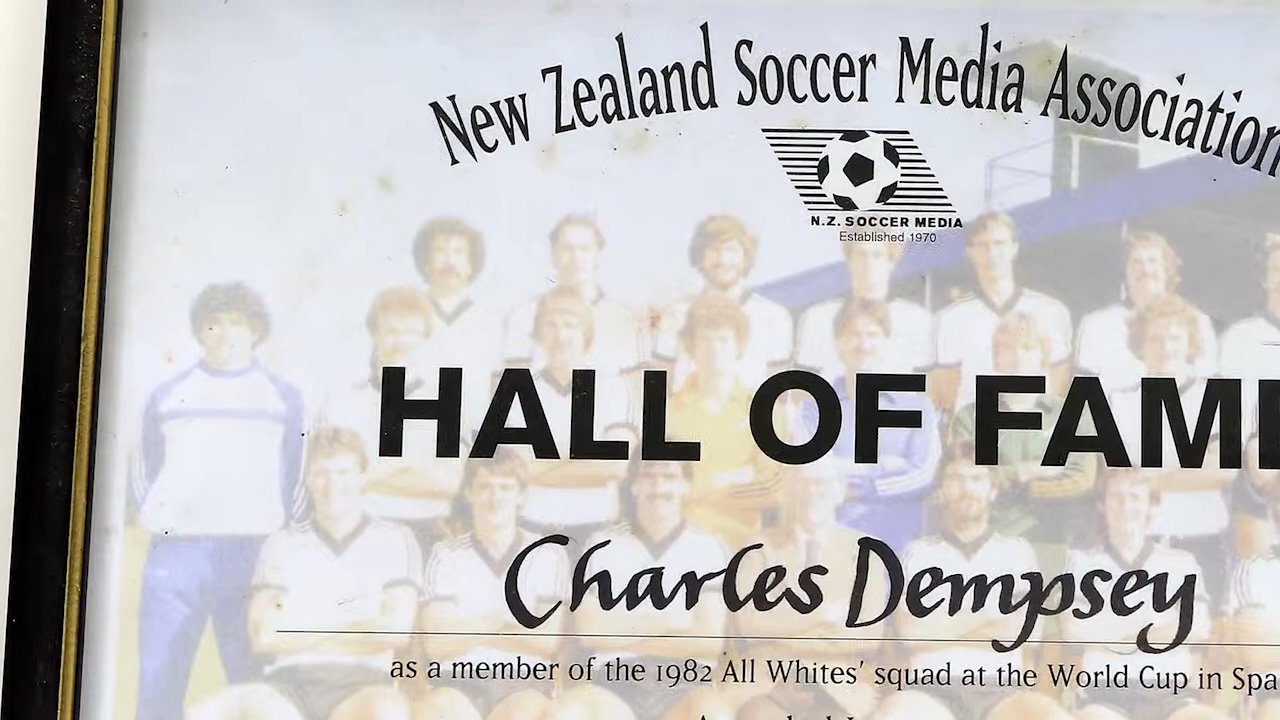 New Zealand Soccer Media Association
N.Z. SOCCER MEDIA
Established 1970
HALL OF FAM
Charles Dempsey
as a member of the 1982 All Whites' squad at the World Cup in Spa